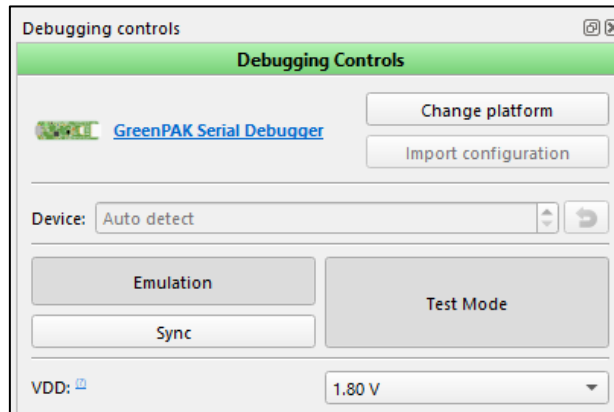 Debugging controls
Debugging Controls
GreenPAK Serial Debugger
Change platform
Import configuration
Device: Auto detect
Emulation
Test Mode
Sync
VDD: 1.80 V